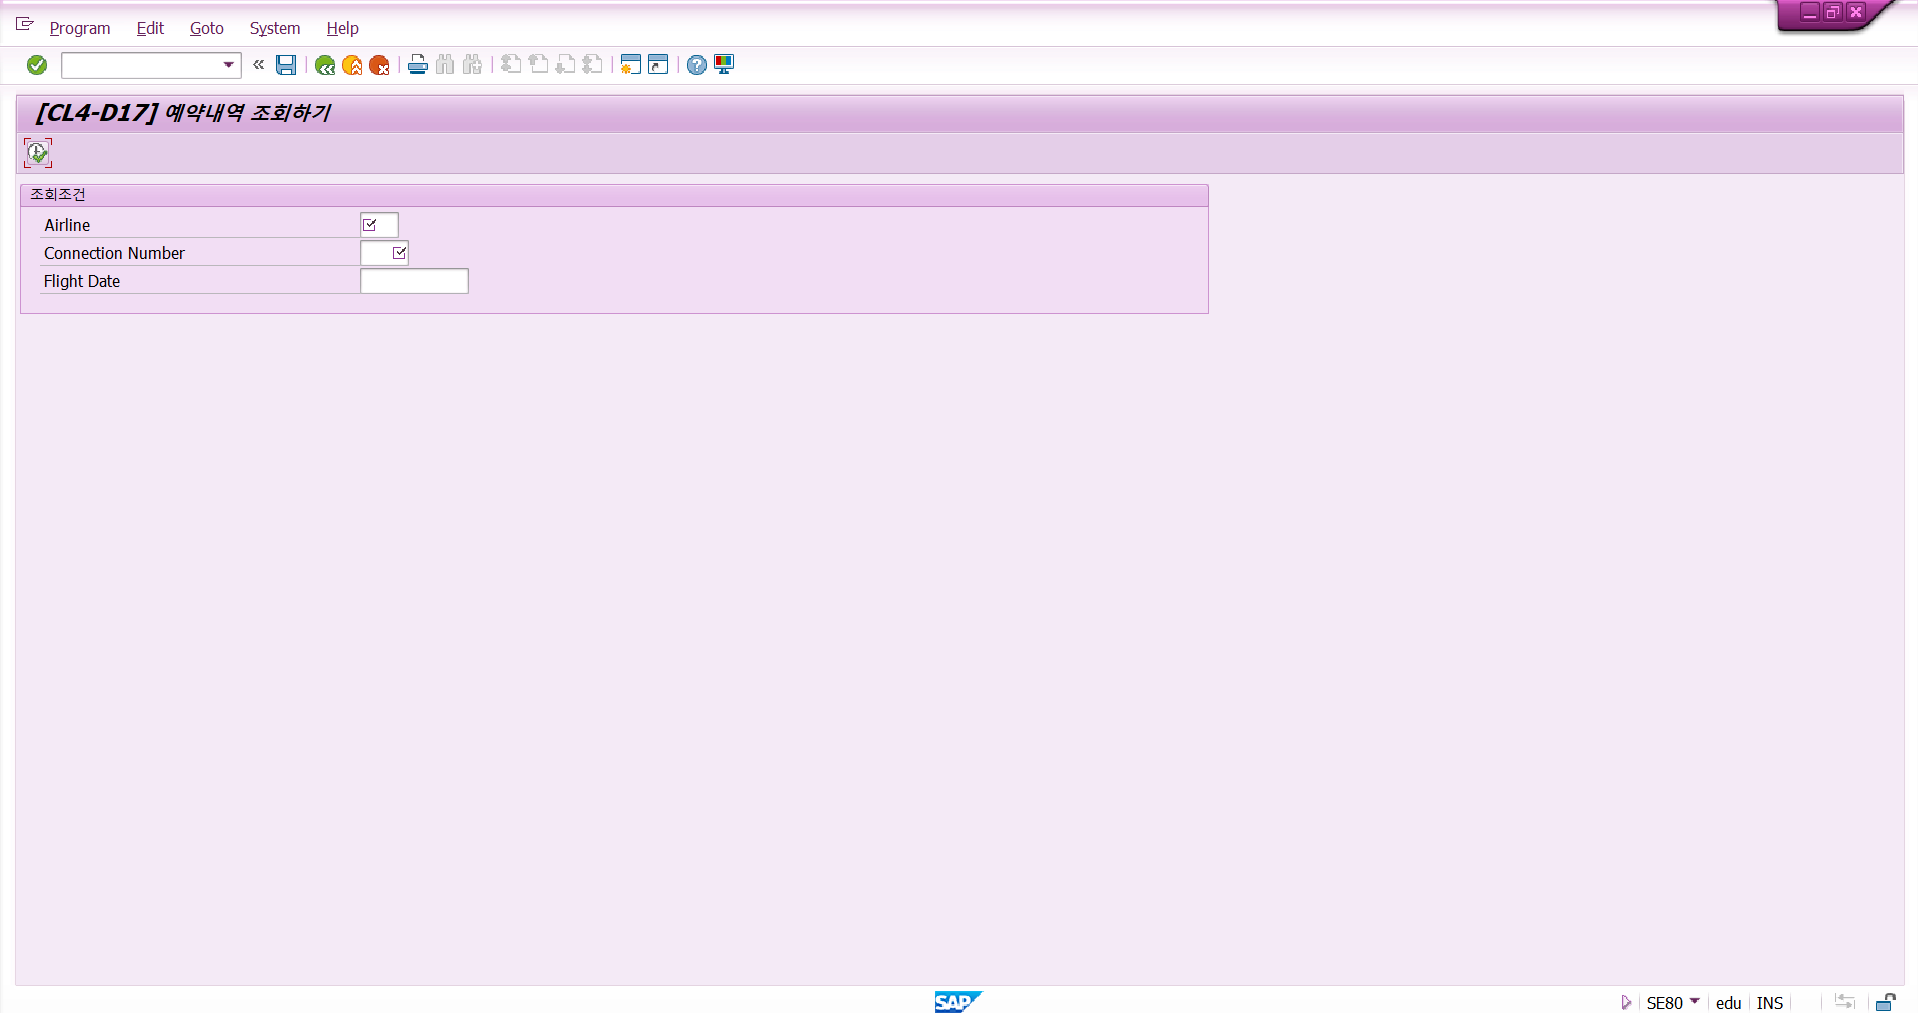 Program Edit Goto System Help
[CL4-D17] 예약내역 조회하기
조회조건
Airline
Connection Number
Flight Date
SAP
SE80 edu INS